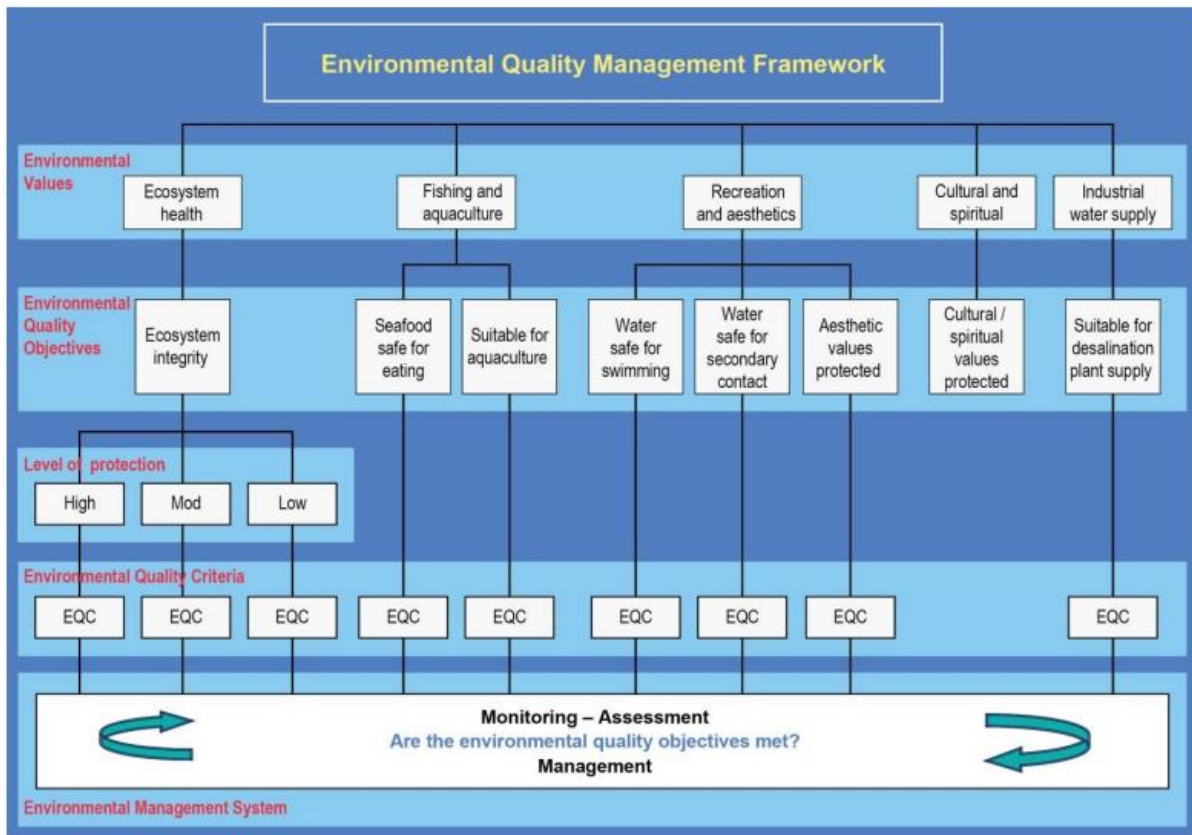 Environmental Quality Management Framework
Environmental
Values
Ecosystem
health
Fishing and
aquaculture
Recreation
and aesthetics
Cultural and
spiritual
Industrial
water supply
Environmental
Quality
Objectives
Ecosystem
integrity
Seafood
safe for
eating
Suitable for
aquaculture
Water
safe for
swimming
Water
safe for
secondary
contact
Aesthetic
values
protected
Cultural /
spiritual
values
protected
Suitable for
desalination
plant supply
Level of protection
High
Mod
Low
Environmental Quality Criteria
EQC
EQC
EQC
EQC
EQC
EQC
EQC
EQC
EQC
Monitoring – Assessment
Are the environmental quality objectives met?
Management
Environmental Management System